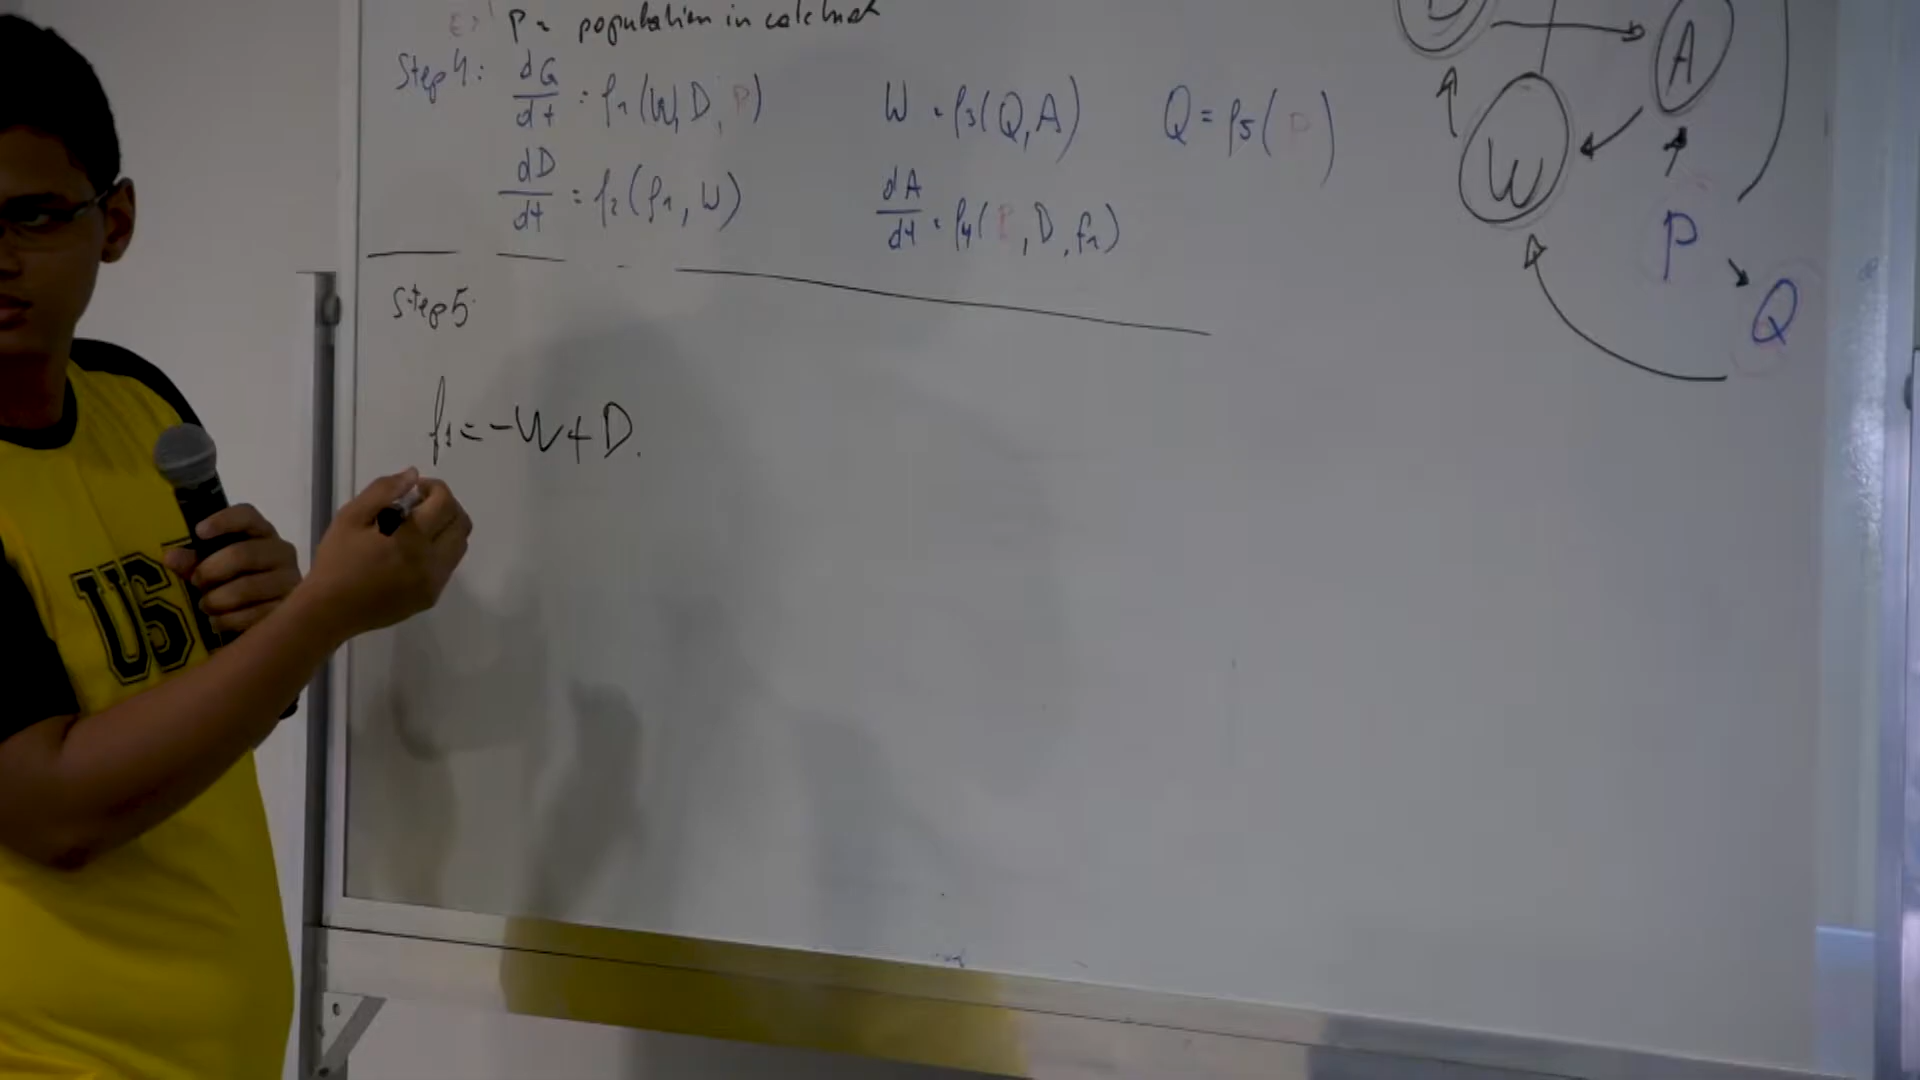 P = population in catchment
Step 4: dG/dt = f1(W, D, P) W = f3(Q, A) Q = f5(P)
dD/dt = f2(f1, W) dA/dt = f4(P, D, f1)
Step 5:
f1 = -W + D.
D
A
W
P
Q